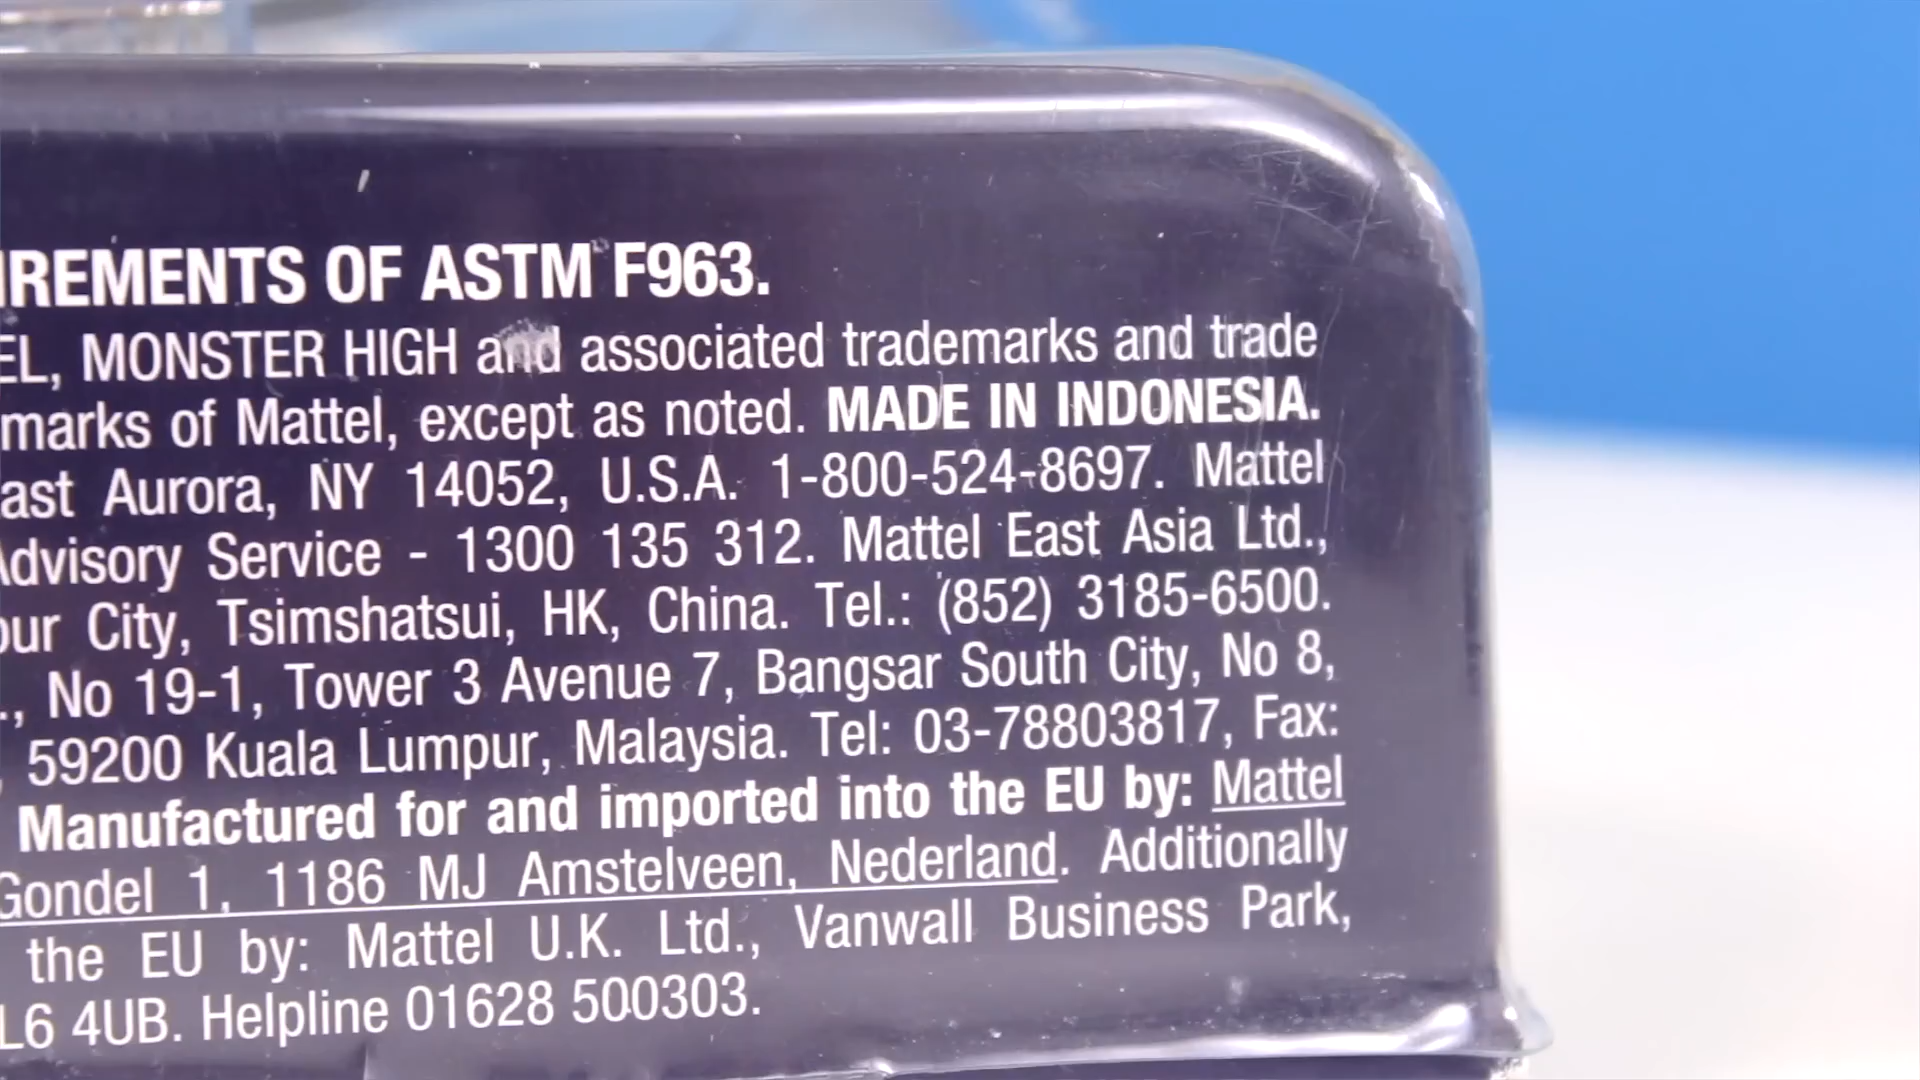 IREMENTS OF ASTM F963.
EL, MONSTER HIGH and associated trademarks and trade
marks of Mattel, except as noted. MADE IN INDONESIA.
ast Aurora, NY 14052, U.S.A. 1-800-524-8697. Mattel
Advisory Service - 1300 135 312. Mattel East Asia Ltd.,
our City, Tsimshatsui, HK, China. Tel.: (852) 3185-6500.
., No 19-1, Tower 3 Avenue 7, Bangsar South City, No 8,
, 59200 Kuala Lumpur, Malaysia. Tel: 03-78803817, Fax:
Manufactured for and imported into the EU by: Mattel
Gondel 1, 1186 MJ Amstelveen, Nederland. Additionally
the EU by: Mattel U.K. Ltd., Vanwall Business Park,
L6 4UB. Helpline 01628 500303.